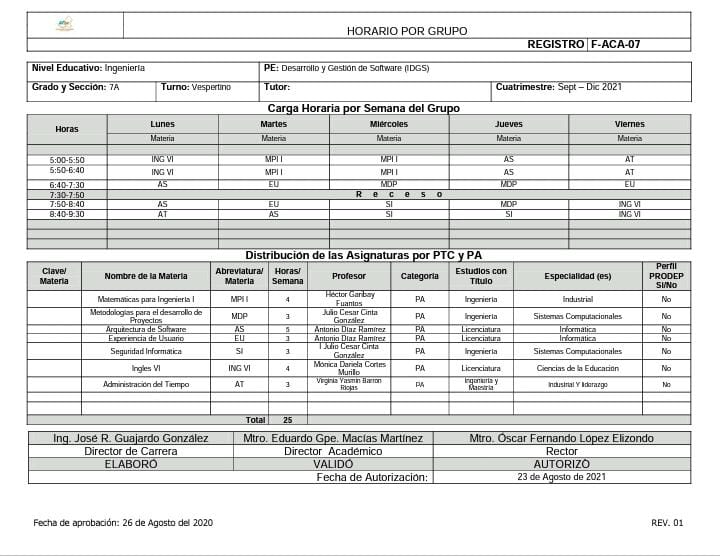 HORARIO POR GRUPO
REGISTRO F-ACA-07
Nivel Educativo: Ingeniería PE: Desarrollo y Gestión de Software (IDGS)
Grado y Sección: 7A Turno: Vespertino Tutor: Cuatrimestre: Sept – Dic 2021
Carga Horaria por Semana del Grupo
Horas Lunes Martes Miércoles Jueves Viernes
Materia Materia Materia Materia Materia
5:00-5:50 ING VI MPI I MPI I AS AT
5:50-6:40 ING VI MPI I MPI I AS AT
6:40-7:30 AS EU MDP MDP EU
7:30-7:50 R e c e s o
7:50-8:40 AS EU SI MDP ING VI
8:40-9:30 AT AS SI SI ING VI
Distribución de las Asignaturas por PTC y PA
Clave/ Materia Nombre de la Materia Abreviatura/ Materia Horas/ Semana Profesor Categoría Estudios con Título Especialidad (es) Perfil PRODEP SI/No
Matemáticas para Ingeniería I MPI I 4 Héctor Garibay Fuantos PA Ingeniería Industrial No
Metodologías para el desarrollo de Proyectos MDP 3 Julio Cesar Cinta González PA Ingeniería Sistemas Computacionales No
Arquitectura de Software AS 5 Antonio Díaz Ramírez PA Licenciatura Informática No
Experiencia de Usuario EU 3 Antonio Díaz Ramírez PA Licenciatura Informática No
Seguridad Informática SI 3 I Julio Cesar Cinta González PA Ingeniería Sistemas Computacionales No
Ingles VI ING VI 4 Mónica Daniela Cortes Murillo PA Licenciatura Ciencias de la Educación No
Administración del Tiempo AT 3 Virginia Yasmin Barron Riojas PA Ingeniería y Maestría Industrial Y liderazgo No
Total 25
Ing. José R. Guajardo González Mtro. Eduardo Gpe. Macías Martínez Mtro. Óscar Fernando López Elizondo
Director de Carrera Director Académico Rector
ELABORÓ VALIDÓ AUTORIZÓ
Fecha de Autorización: 23 de Agosto de 2021
Fecha de aprobación: 26 de Agosto del 2020 REV. 01